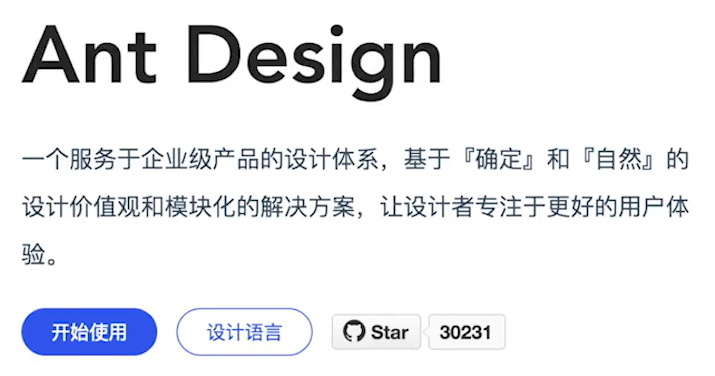 Ant Design
一个服务于企业级产品的设计体系，基于『确定』和『自然』的
设计价值观和模块化的解决方案，让设计者专注于更好的用户体
验。
开始使用 设计语言 Star 30231